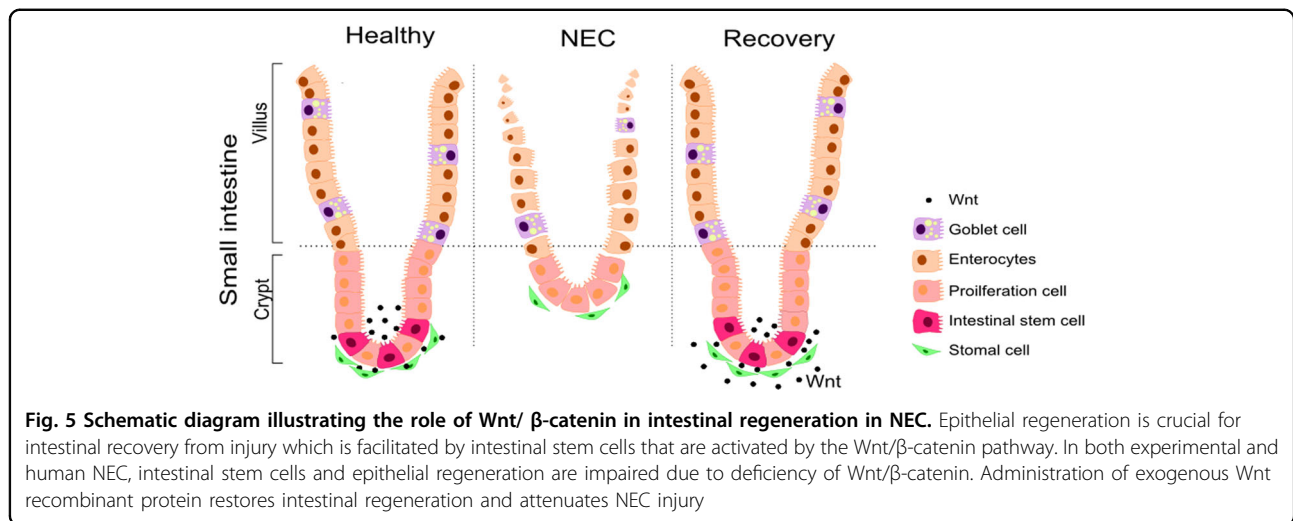 Healthy
NEC
Recovery
Small intestine
Villus
Crypt
Wnt
Wnt
Goblet cell
Enterocytes
Proilferation cell
Intestinal stem cell
Stomal cell
Fig. 5 Schematic diagram illustrating the role of Wnt/ β-catenin in intestinal regeneration in NEC. Epithelial regeneration is crucial for
intestinal recovery from injury which is facilitated by intestinal stem cells that are activated by the Wnt/β-catenin pathway. In both experimental and
human NEC, intestinal stem cells and epithelial regeneration are impaired due to deficiency of Wnt/β-catenin. Administration of exogenous Wnt
recombinant protein restores intestinal regeneration and attenuates NEC injury